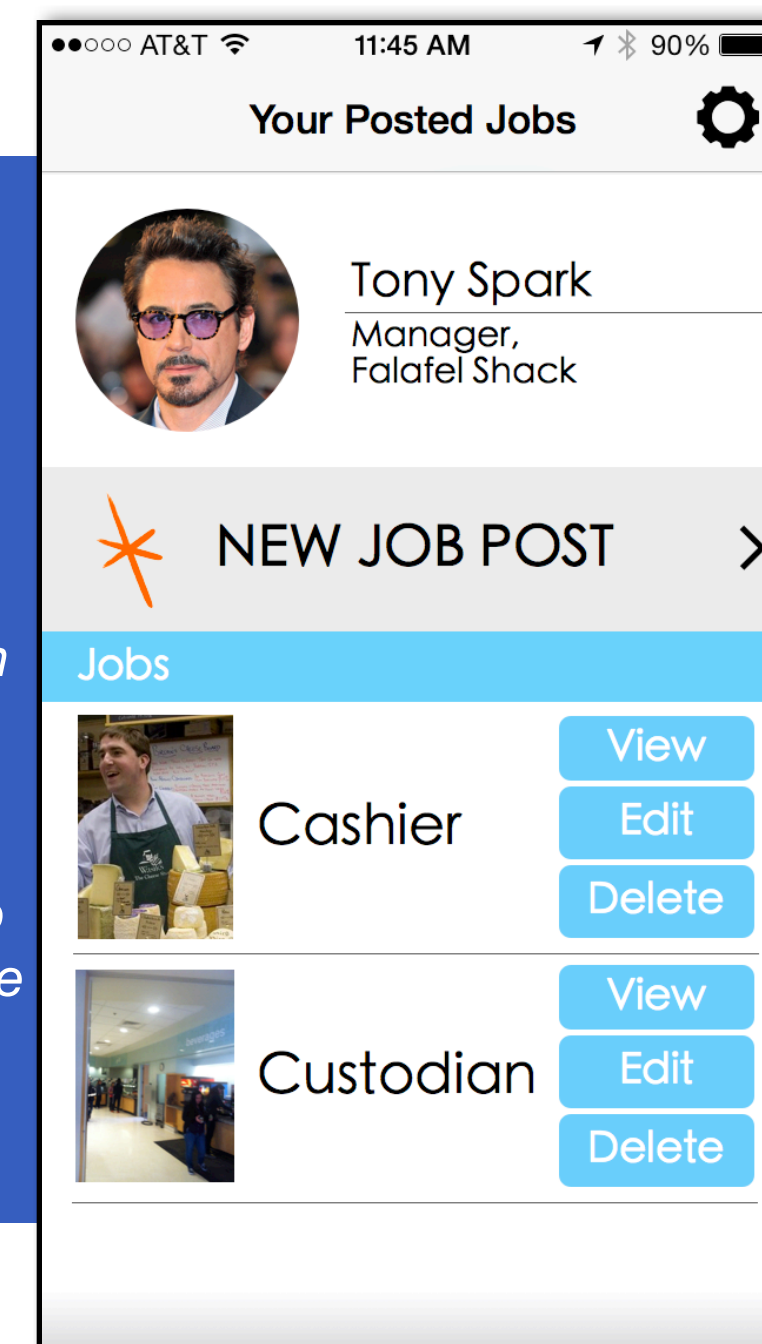 AT&T 11:45 AM 90%
Your Posted Jobs
Tony Spark
Manager,
Falafel Shack
NEW JOB POST
Jobs
Cashier
View
Edit
Delete
beverages
Custodian
View
Edit
Delete